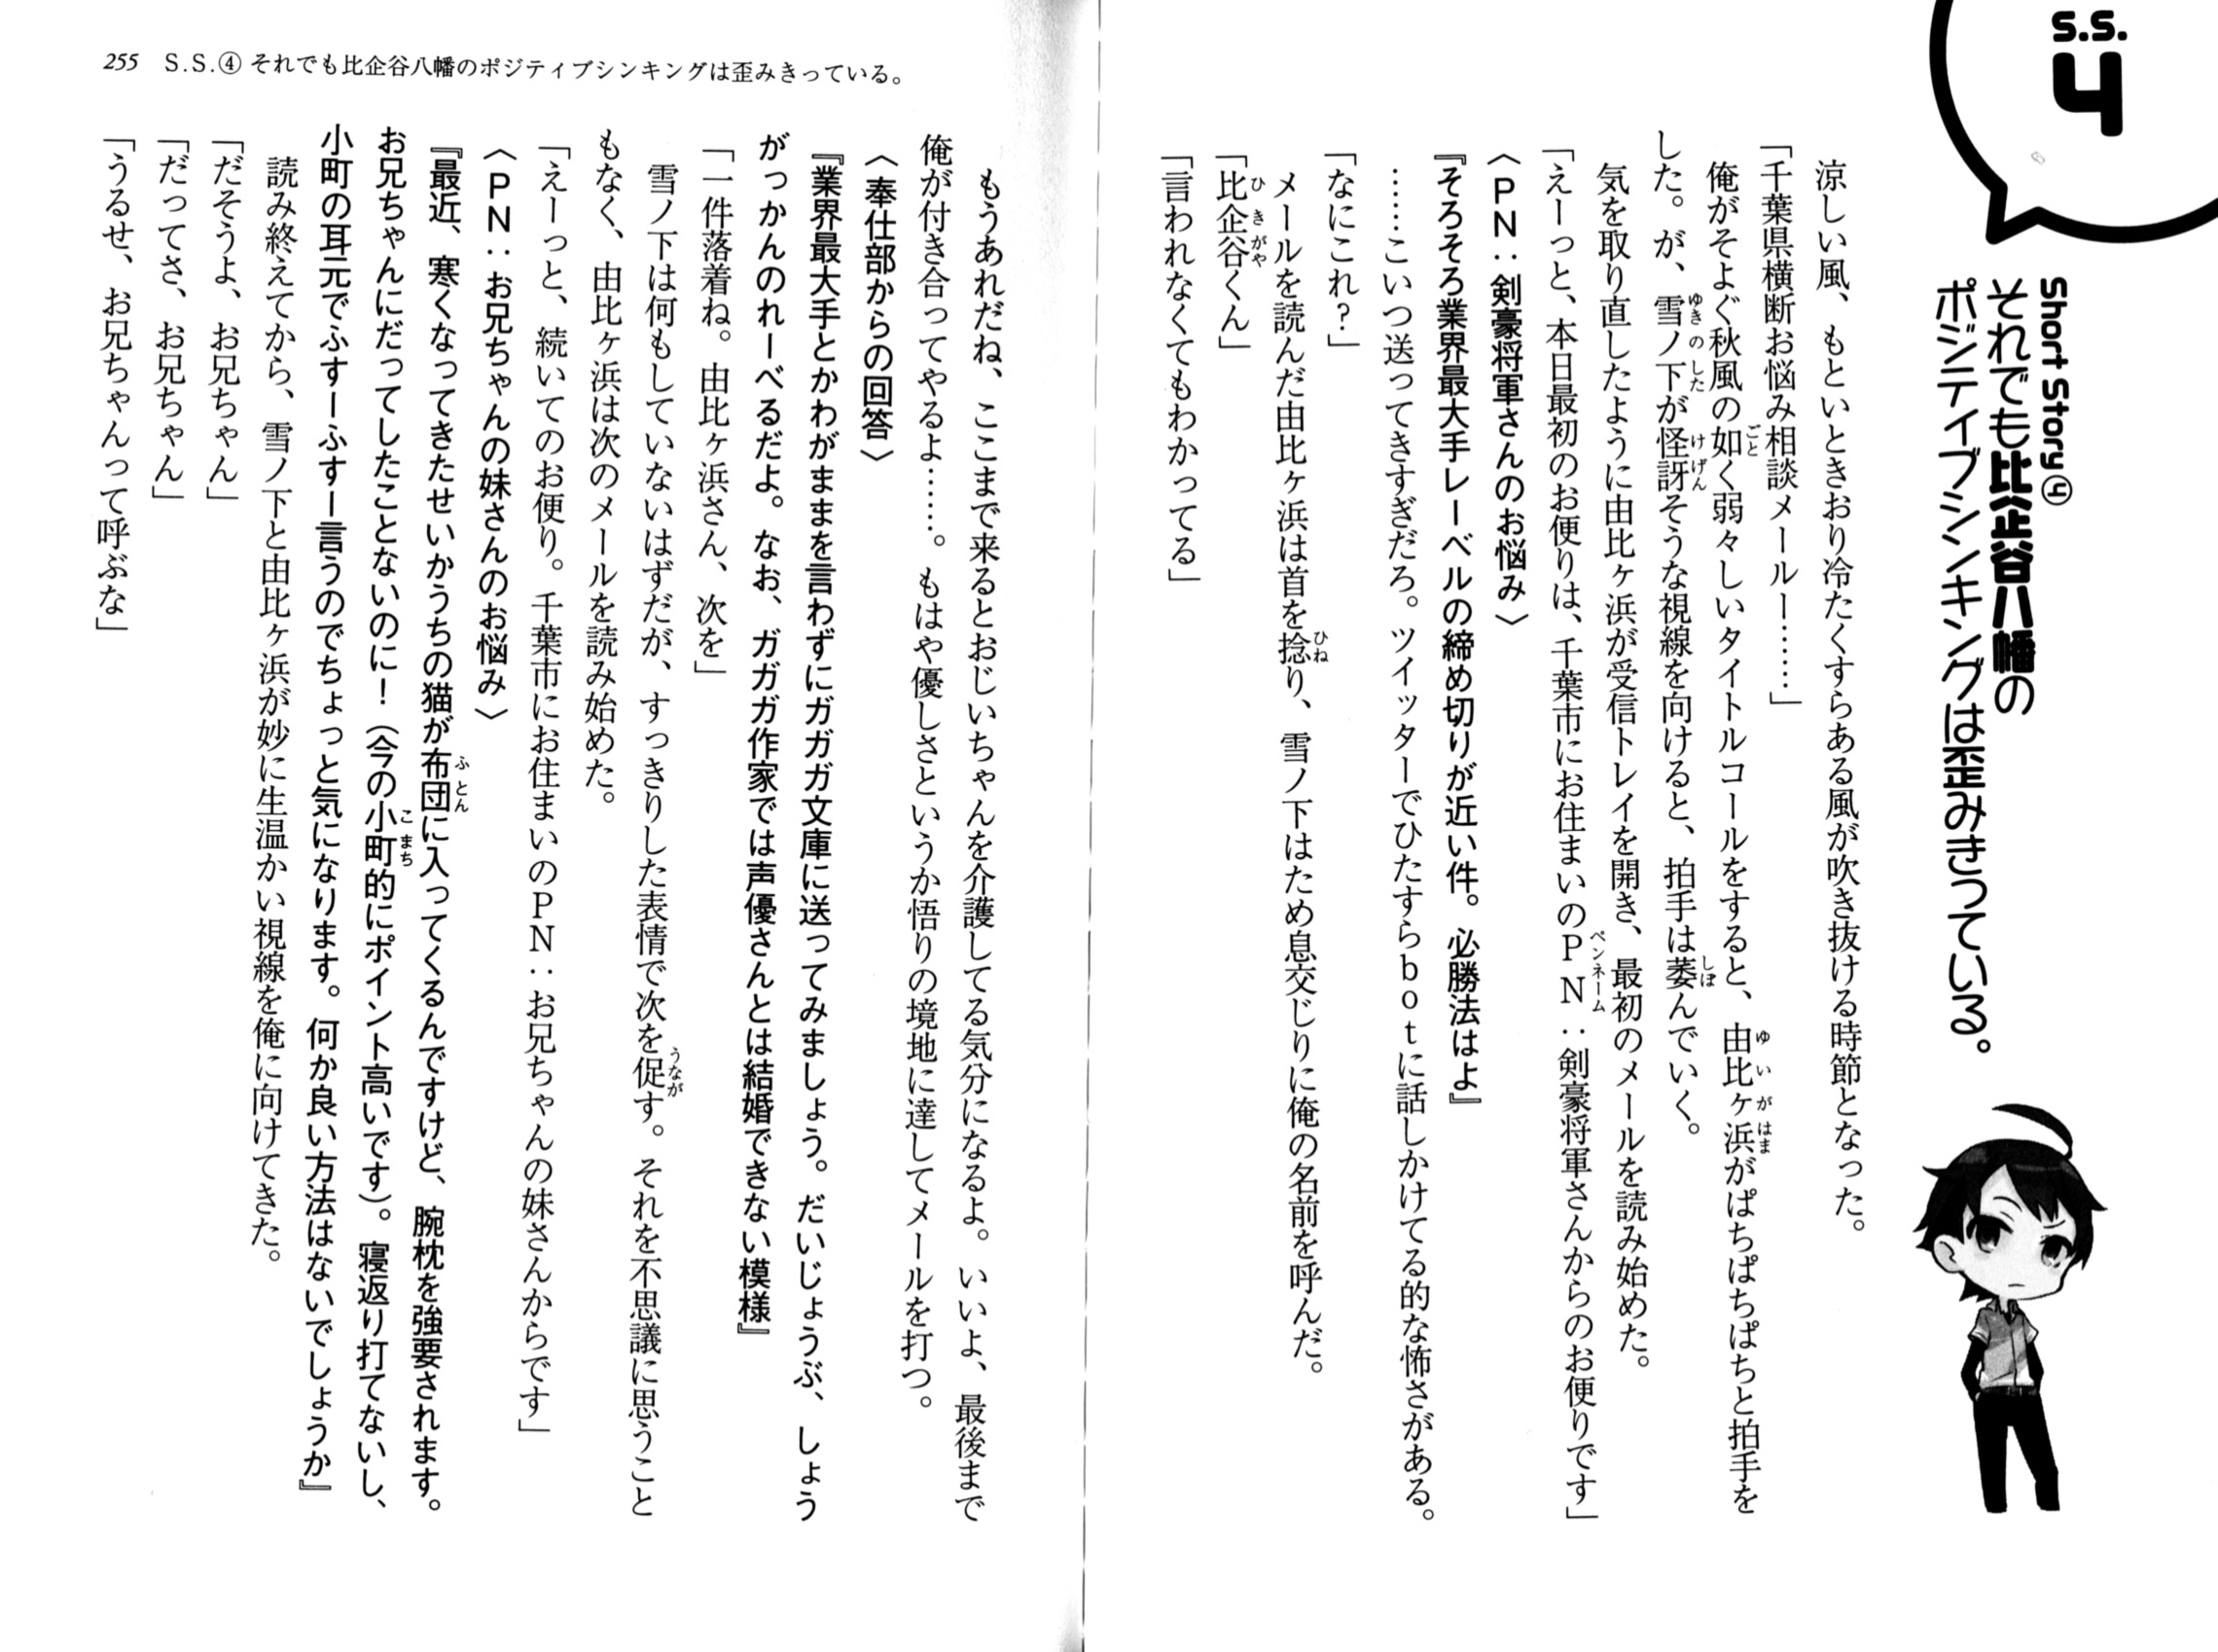 S.S.
4
Short Story④
それでも比企谷八幡の
ポジティブシンキングは歪みきっている。
涼しい風、もといときおり冷たくすらある風が吹き抜ける時節となった。
「千葉県横断お悩み相談メールー……」
俺がそよぐ秋風の如く弱々しいタイトルコールをすると、由比ヶ浜がぱちぱちぱちと拍手を
した。が、雪ノ下が怪訝そうな視線を向けると、拍手は萎んでいく。
気を取り直したように由比ヶ浜が受信トレイを開き、最初のメールを読み始めた。
「えーっと、本日最初のお便りは、千葉市にお住まいのPN：剣豪将軍さんからのお便りです」
〈PN：剣豪将軍さんのお悩み〉
『そろそろ業界最大手レーベルの締め切りが近い件。必勝法はよ』
……こいつ送ってきすぎだろ。ツイッターでひたすらbotに話しかけてる的な怖さがある。
「なにこれ？」
メールを読んだ由比ヶ浜は首を捻り、雪ノ下はため息交じりに俺の名前を呼んだ。
「比企谷くん」
「言われなくてもわかってる」
255 S.S.④ それでも比企谷八幡のポジティブシンキングは歪みきっている。
もうあれだね、ここまで来るとおじいちゃんを介護してる気分になるよ。いいよ、最後まで
俺が付き合ってやるよ……。もはや優しさというか悟りの境地に達してメールを打つ。
〈奉仕部からの回答〉
『業界最大手とかわがままを言わずにガガガ文庫に送ってみましょう。だいじょうぶ、しょう
がっかんのれーべるだよ。なお、ガガガ作家では声優さんとは結婚できない模様』
「一件落着ね。由比ヶ浜さん、次を」
雪ノ下は何もしていないはずだが、すっきりした表情で次を促す。それを不思議に思うこと
もなく、由比ヶ浜は次のメールを読み始めた。
「えーっと、続いてのお便り。千葉市にお住まいのPN：お兄ちゃんの妹さんからです」
〈PN：お兄ちゃんの妹さんのお悩み〉
『最近、寒くなってきたせいかうちの猫が布団に入ってくるんですけど、腕枕を強要されます。
お兄ちゃんにだってしたことないのに！（今の小町的にポイント高いです）。寝返り打てないし、
小町の耳元でふすーふすー言うのでちょっと気になります。何か良い方法はないでしょうか』
読み終えてから、雪ノ下と由比ヶ浜が妙に生温かい視線を俺に向けてきた。
「だそうよ、お兄ちゃん」
「だってさ、お兄ちゃん」
「うるせ、お兄ちゃんって呼ぶな」